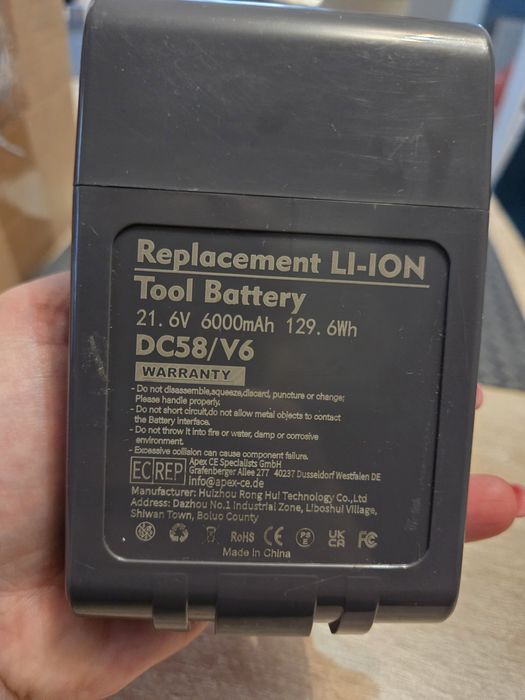 Replacement LI-ION
Tool Battery
21.6V 6000mAh 129.6Wh
DC58/V6
WARRANTY
- Do not disassemble,squeeze,discard, puncture or change;
Please handle properly.
- Do not short circuit,do not allow metal objects to contact
the Battery interface.
- Do not throw it into fire or water, damp or corrosive
environment.
- Excessive collision can cause component failure.
EC REP
Apex CE Specialists GmbH
Grafenberger Allee 277 40237 Dusseldorf Westfalen DE
info@apex-ce.de
Manufacturer: Huizhou Rong Hui Technology Co.,Ltd
Address: Dazhou No.1 Industrial Zone, Liboshui Village,
Shiwan Town, Boluo County
RoHS CE PS E UK CA FC
Made in China